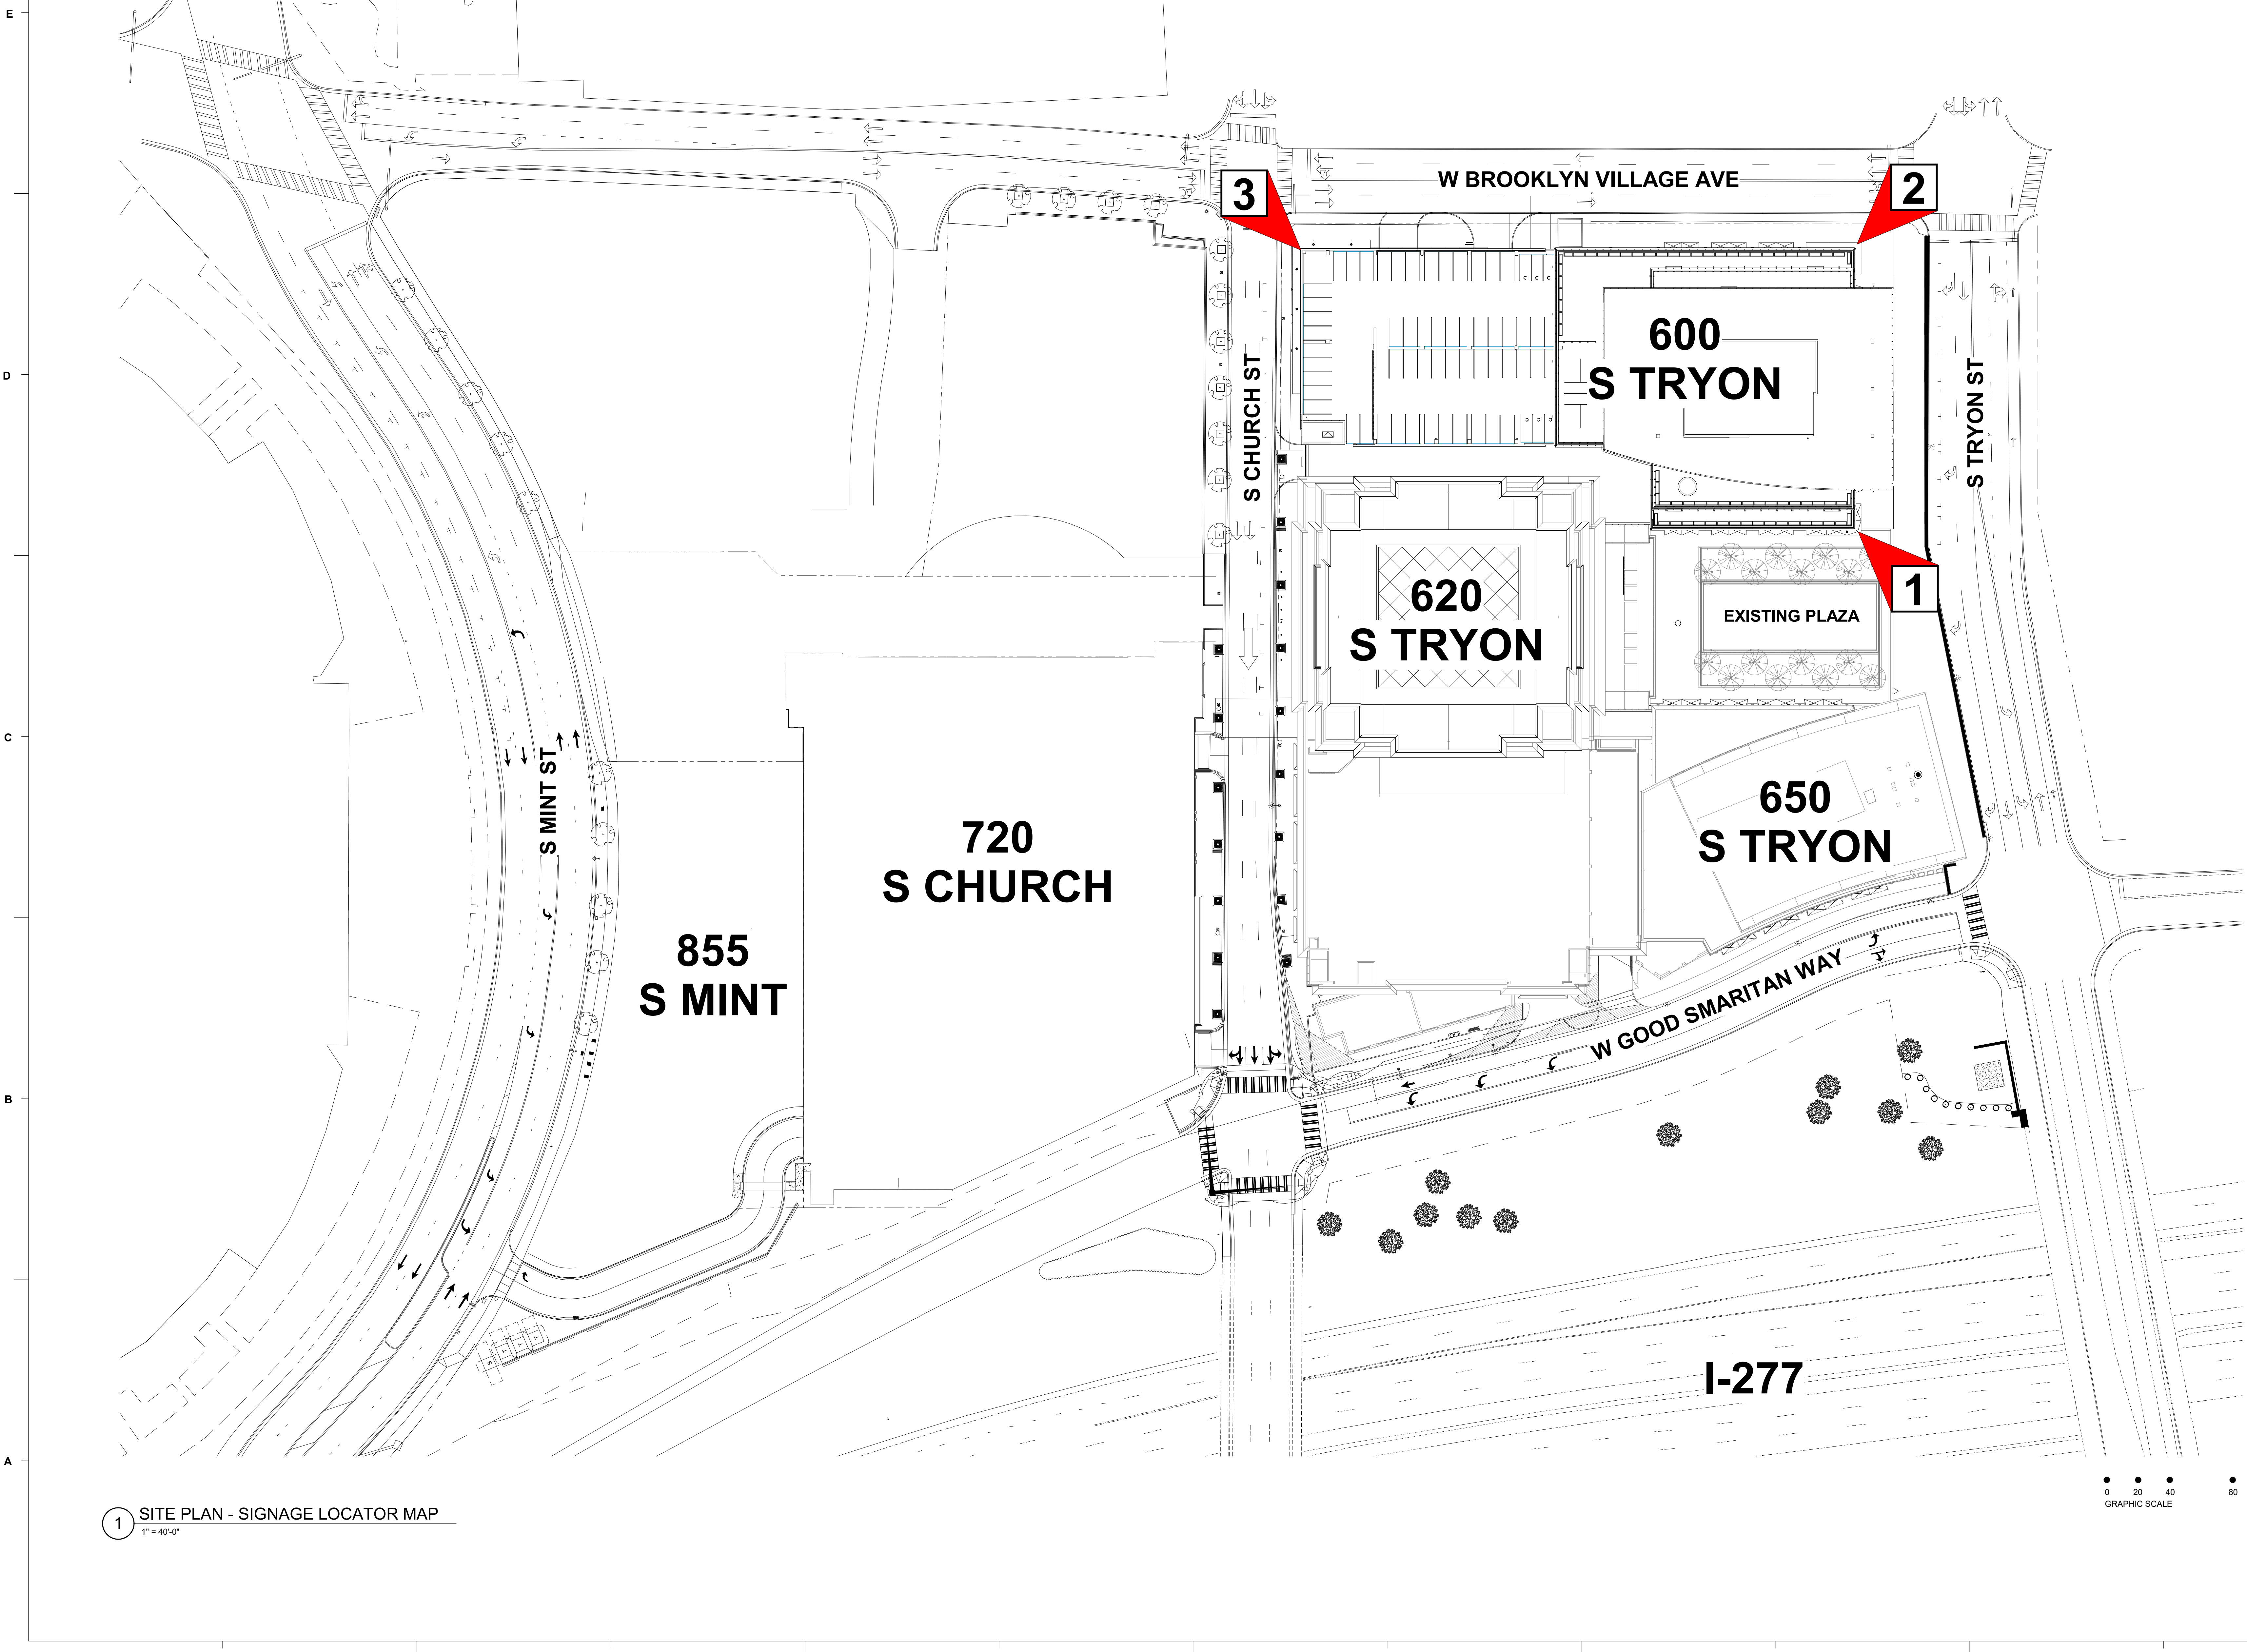 E
W BROOKLYN VILLAGE AVE
3
2
600
S TRYON
D
S CHURCH ST
S TRYON ST
620
S TRYON
EXISTING PLAZA
1
C
S MINT ST
650
S TRYON
720
S CHURCH
855
S MINT
W GOOD SMARITAN WAY
B
I-277
A
0 20 40 80
GRAPHIC SCALE
1 SITE PLAN - SIGNAGE LOCATOR MAP
1" = 40'-0"